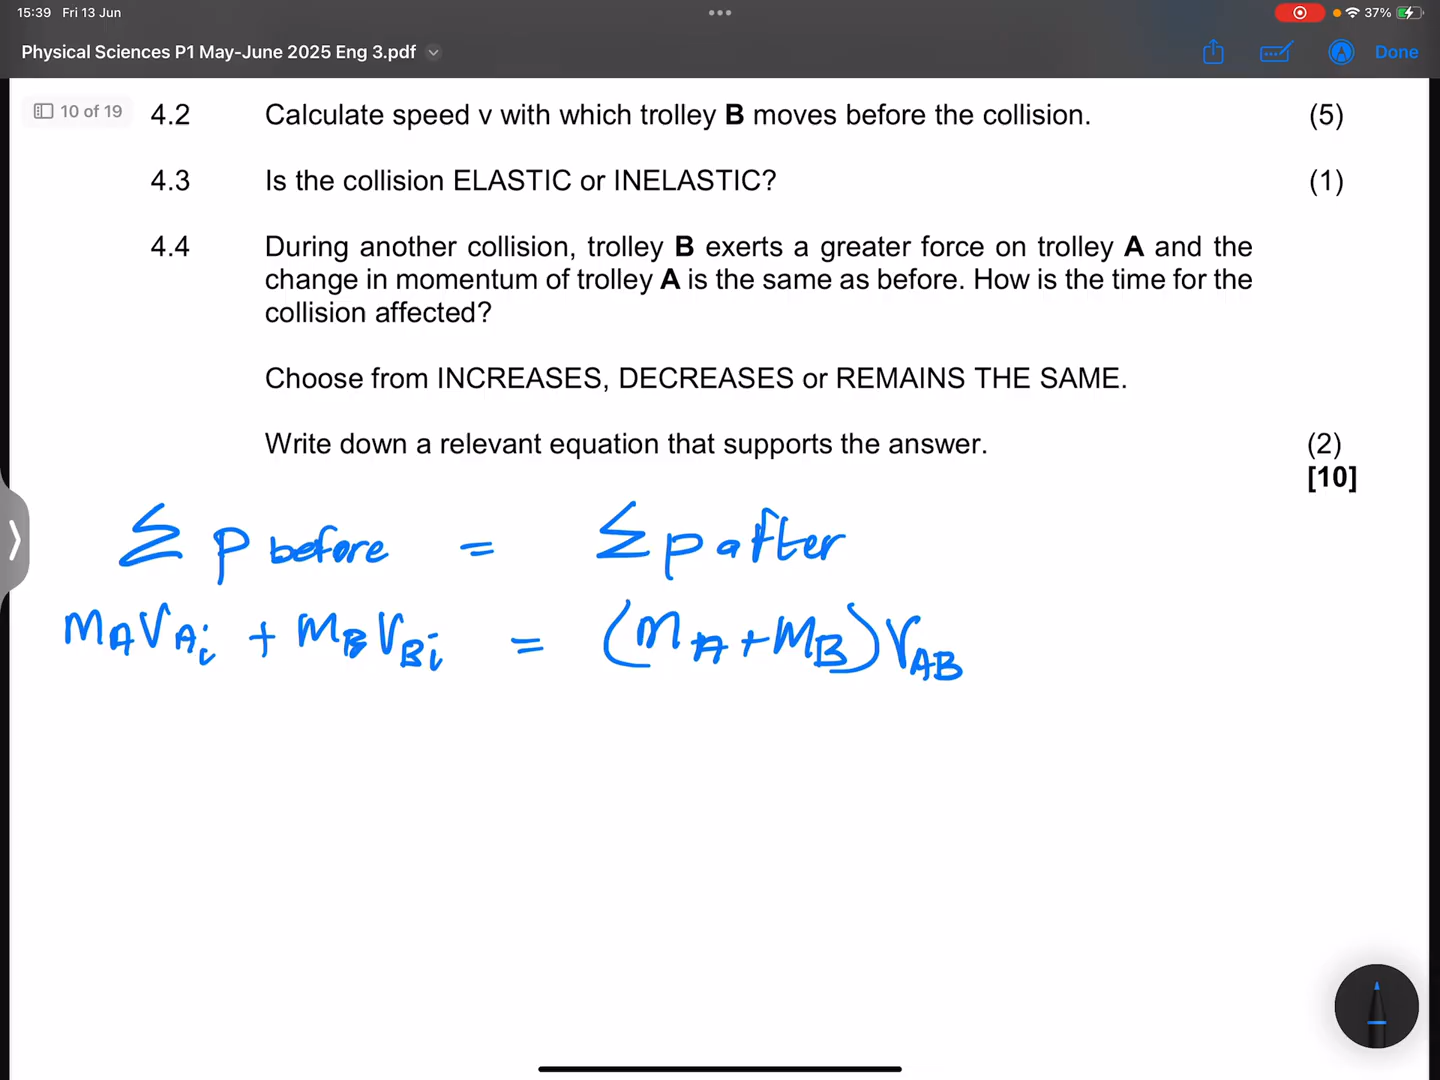 15:39 Fri 13 Jun 37%
Physical Sciences P1 May-June 2025 Eng 3.pdf Done
10 of 19
4.2 Calculate speed v with which trolley B moves before the collision. (5)
4.3 Is the collision ELASTIC or INELASTIC? (1)
4.4 During another collision, trolley B exerts a greater force on trolley A and the
change in momentum of trolley A is the same as before. How is the time for the
collision affected?
Choose from INCREASES, DECREASES or REMAINS THE SAME.
Write down a relevant equation that supports the answer. (2)
[10]
Σ p before = Σ p after
mAVAi + mBVBi = (mA + mB)VAB